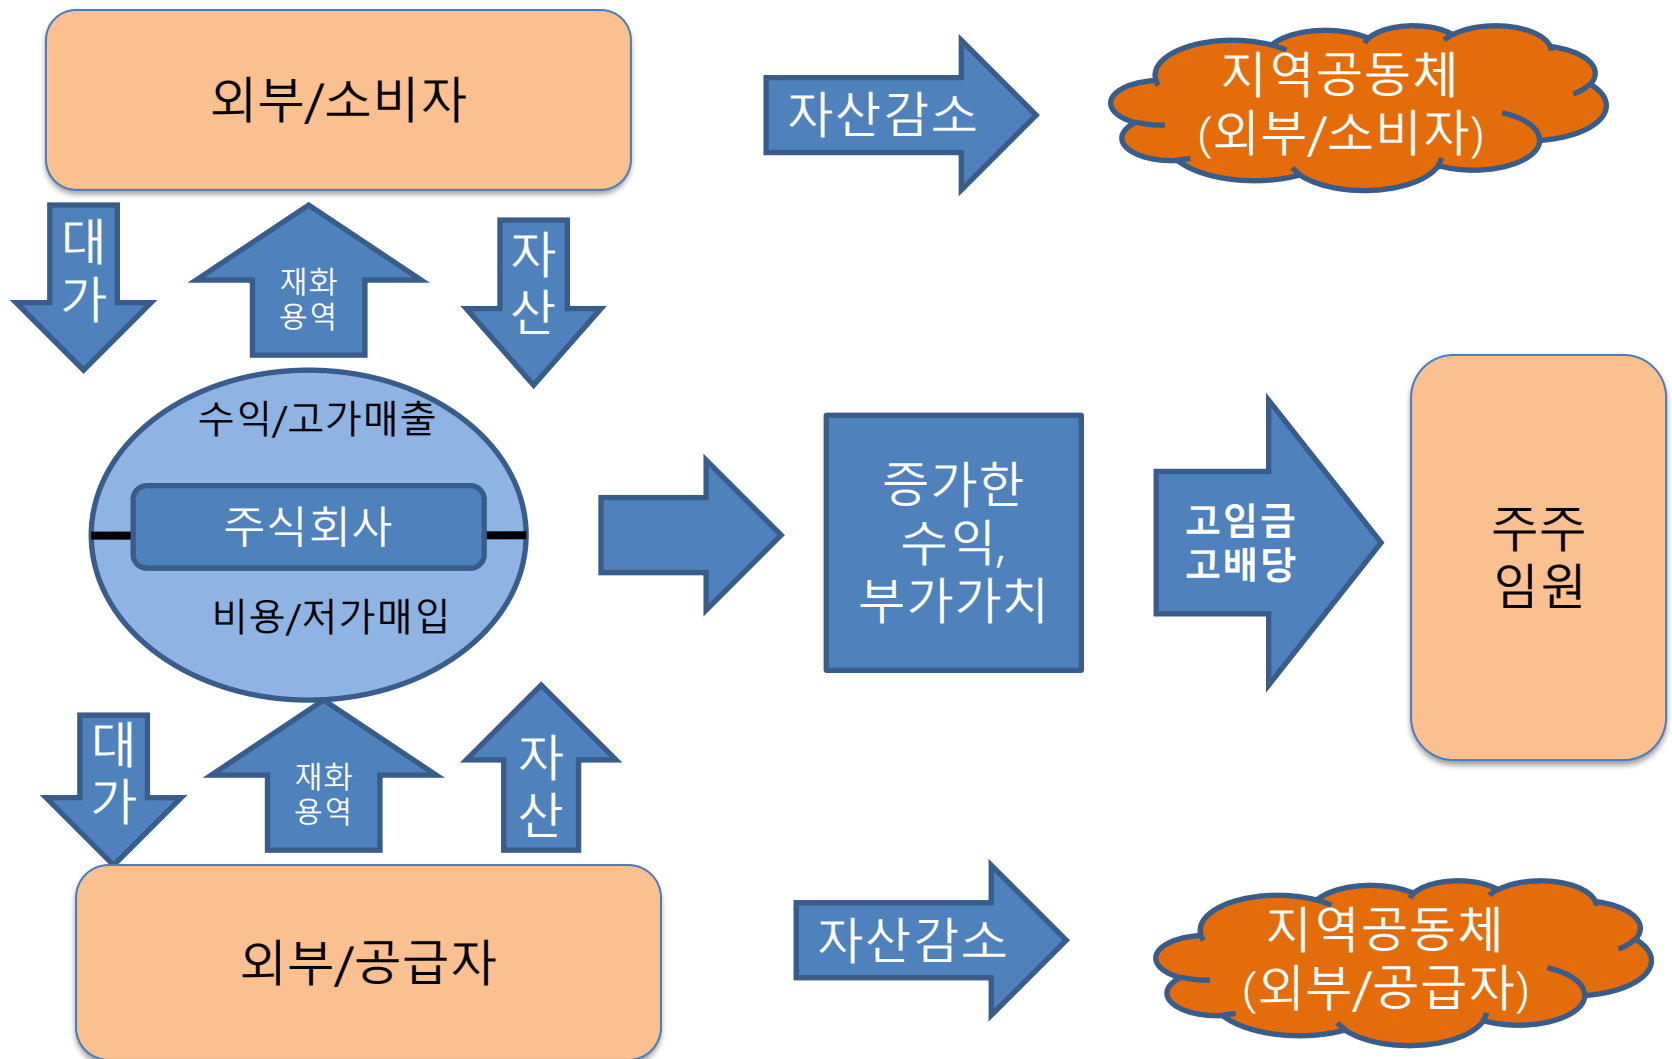 외부/소비자
자산감소
지역공동체
(외부/소비자)
대
가
재화
용역
자
산
수익/고가매출
주식회사
비용/저가매입
증가한
수익,
부가가치
고임금
고배당
주주
임원
대
가
재화
용역
자
산
외부/공급자
자산감소
지역공동체
(외부/공급자)